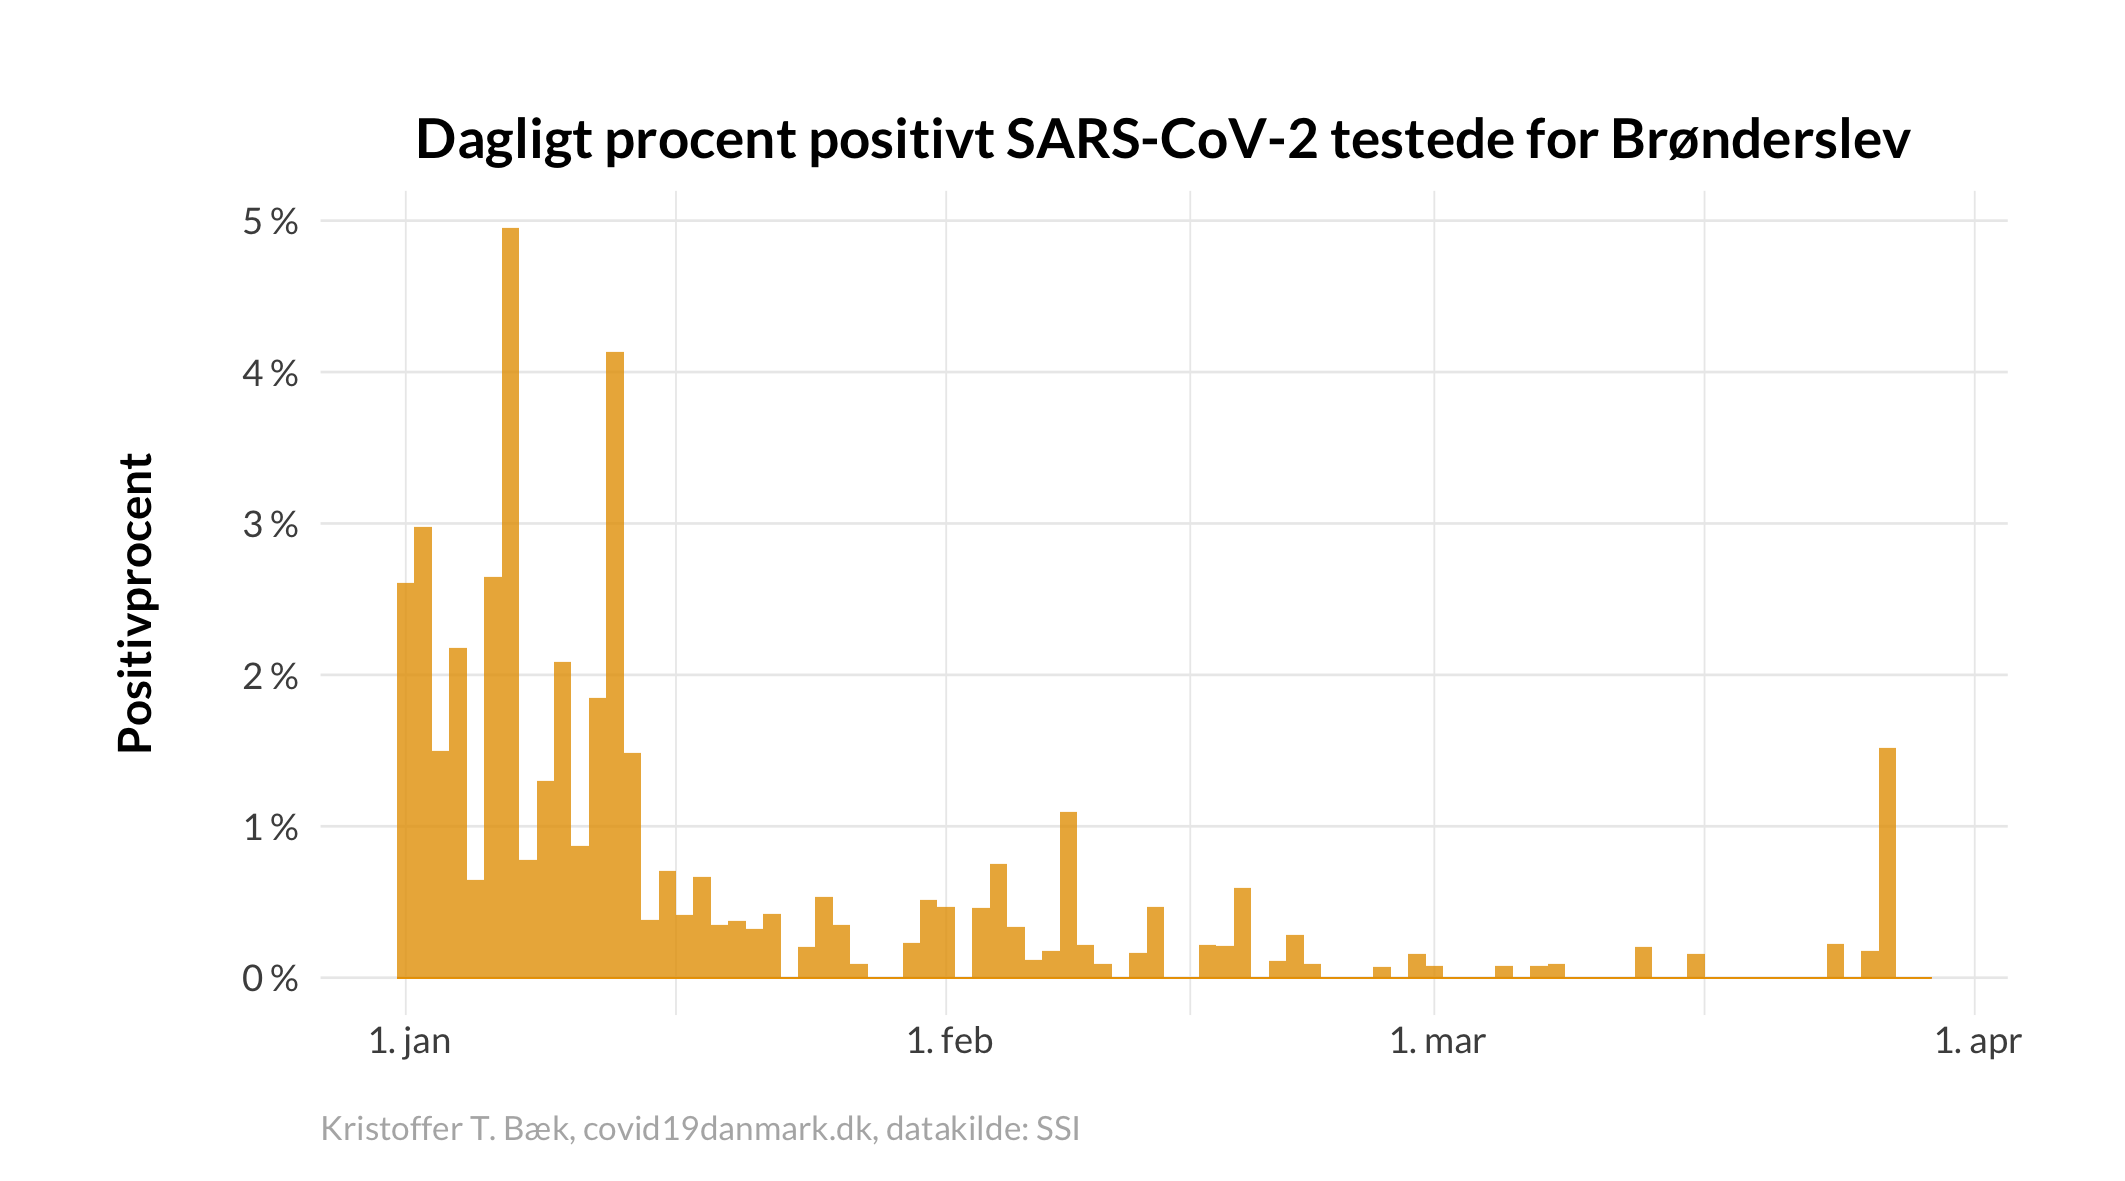 Dagligt procent positivt SARS-CoV-2 testede for Brønderslev
Positivprocent
5 %
4 %
3 %
2 %
1 %
0 %
1. jan
1. feb
1. mar
1. apr
Kristoffer T. Bæk, covid19danmark.dk, datakilde: SSI